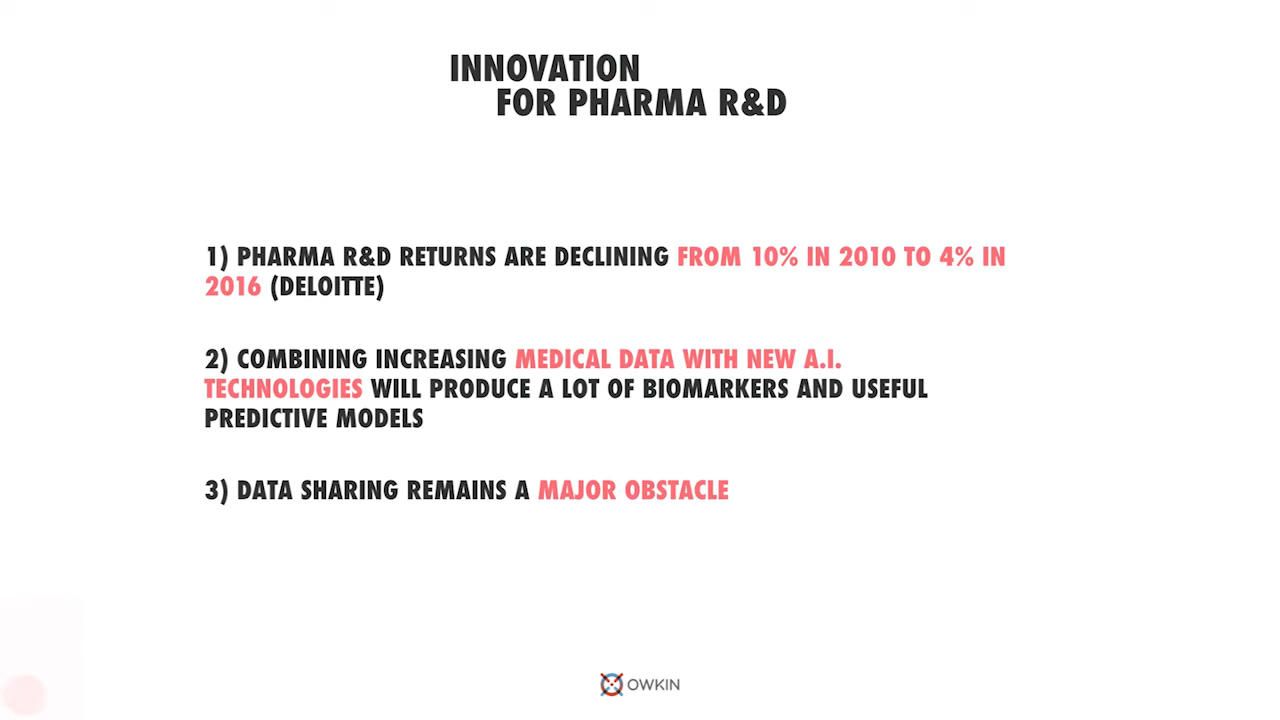 INNOVATION
FOR PHARMA R&D
1) PHARMA R&D RETURNS ARE DECLINING FROM 10% IN 2010 TO 4% IN
2016 (DELOITTE)
2) COMBINING INCREASING MEDICAL DATA WITH NEW A.I.
TECHNOLOGIES WILL PRODUCE A LOT OF BIOMARKERS AND USEFUL
PREDICTIVE MODELS
3) DATA SHARING REMAINS A MAJOR OBSTACLE
OWKIN